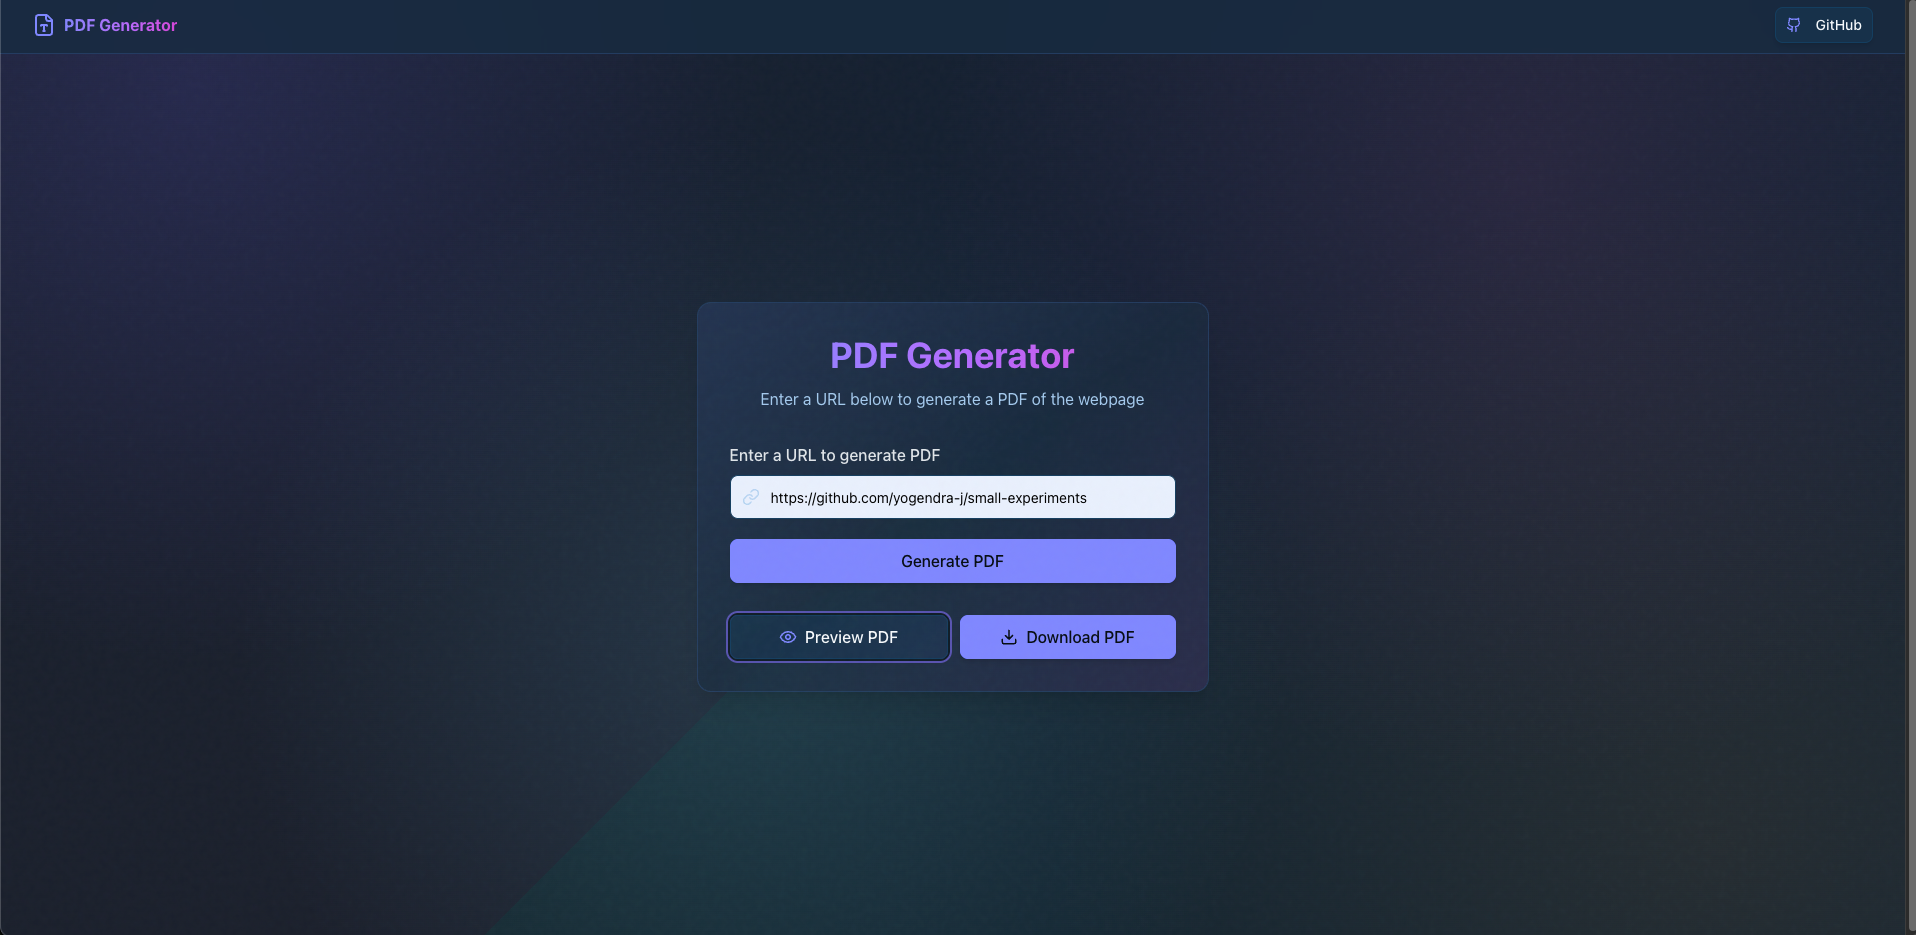 PDF Generator
GitHub
PDF Generator
Enter a URL below to generate a PDF of the webpage
Enter a URL to generate PDF
https://github.com/yogendra-j/small-experiments
Generate PDF
Preview PDF
Download PDF